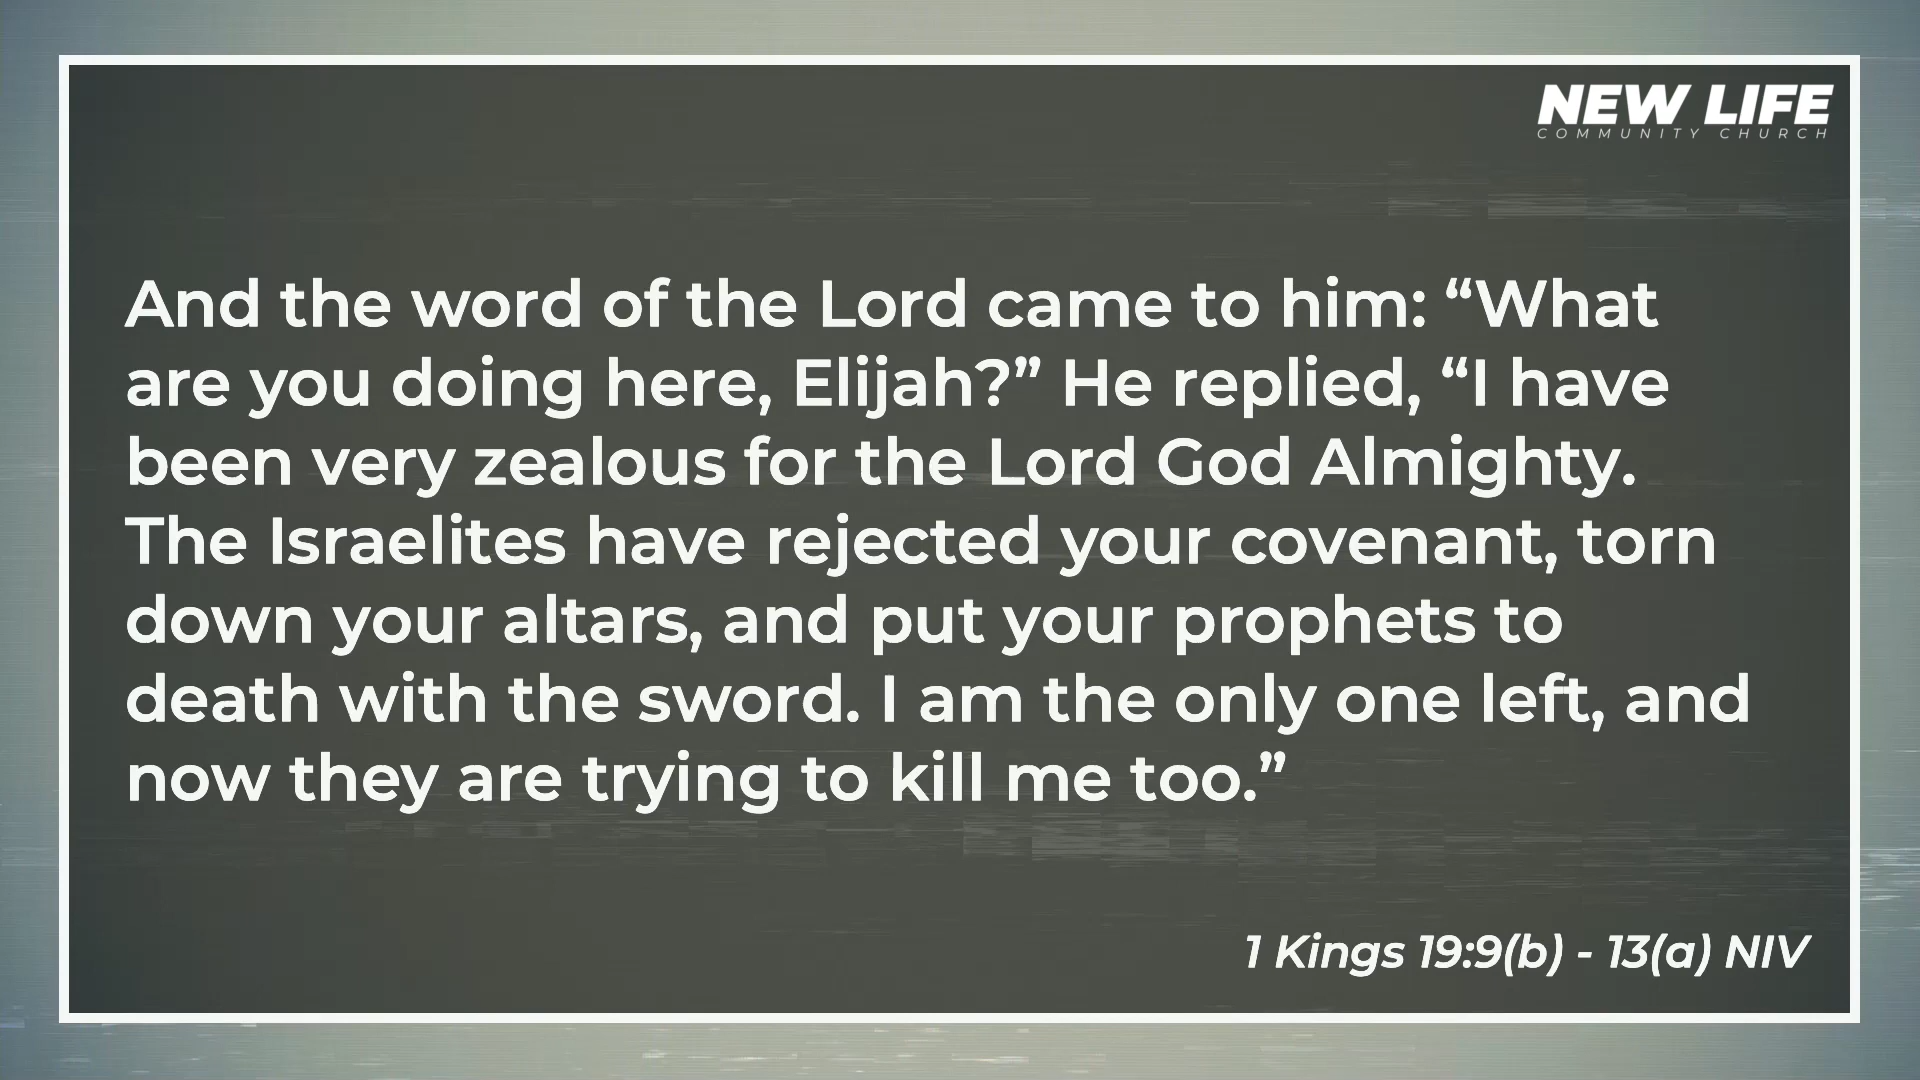 NEW LIFE
COMMUNITY CHURCH
And the word of the Lord came to him: “What
are you doing here, Elijah?” He replied, “I have
been very zealous for the Lord God Almighty.
The Israelites have rejected your covenant, torn
down your altars, and put your prophets to
death with the sword. I am the only one left, and
now they are trying to kill me too.”
1 Kings 19:9(b) - 13(a) NIV